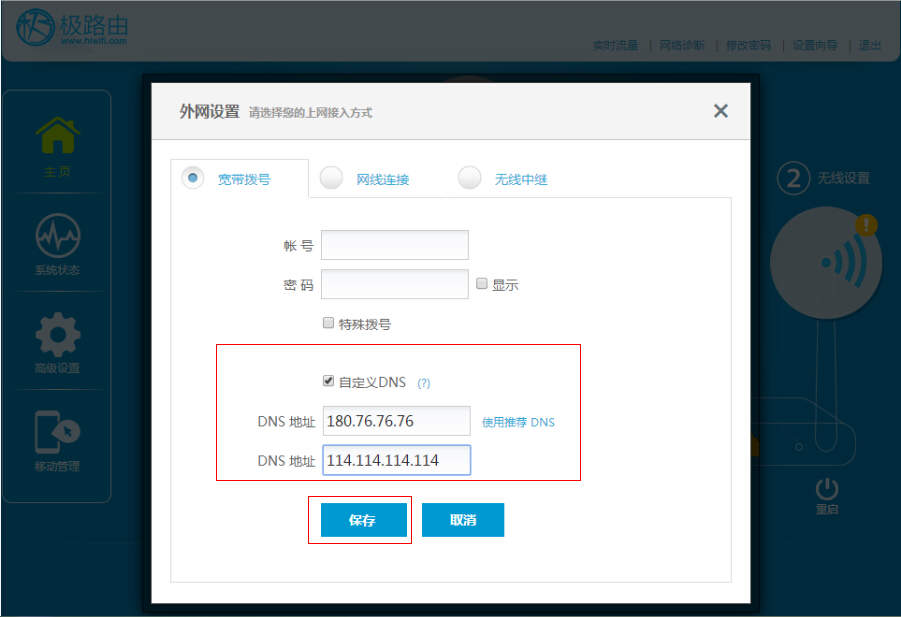 极路由
www.hiwifi.com
实时流量 | 网络诊断 | 修改密码 | 设置向导 | 退出
外网设置 请选择您的上网接入方式
宽带拨号 网线连接 无线中继
主页
2 无线设置
帐 号
系统状态
密 码 显示
特殊拨号
高级设置
自定义DNS (?)
DNS 地址 180.76.76.76 使用推荐 DNS
DNS 地址 114.114.114.114
移动管理
保存 取消
重启